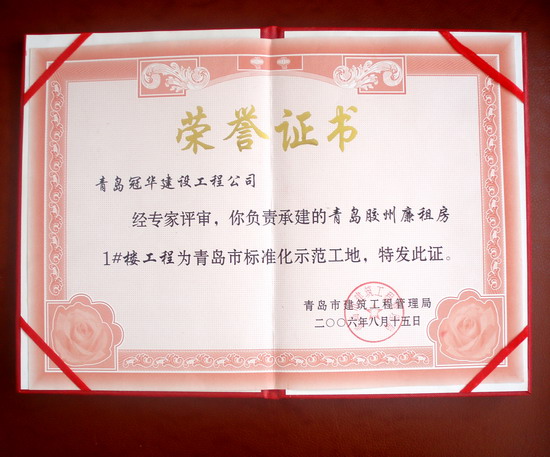 荣誉证书
青岛冠华建设工程公司
经专家评审，你负责承建的青岛胶州廉租房
1#楼工程为青岛市标准化示范工地，特发此证。
青岛市建筑工程管理局
二〇〇六年八月十五日